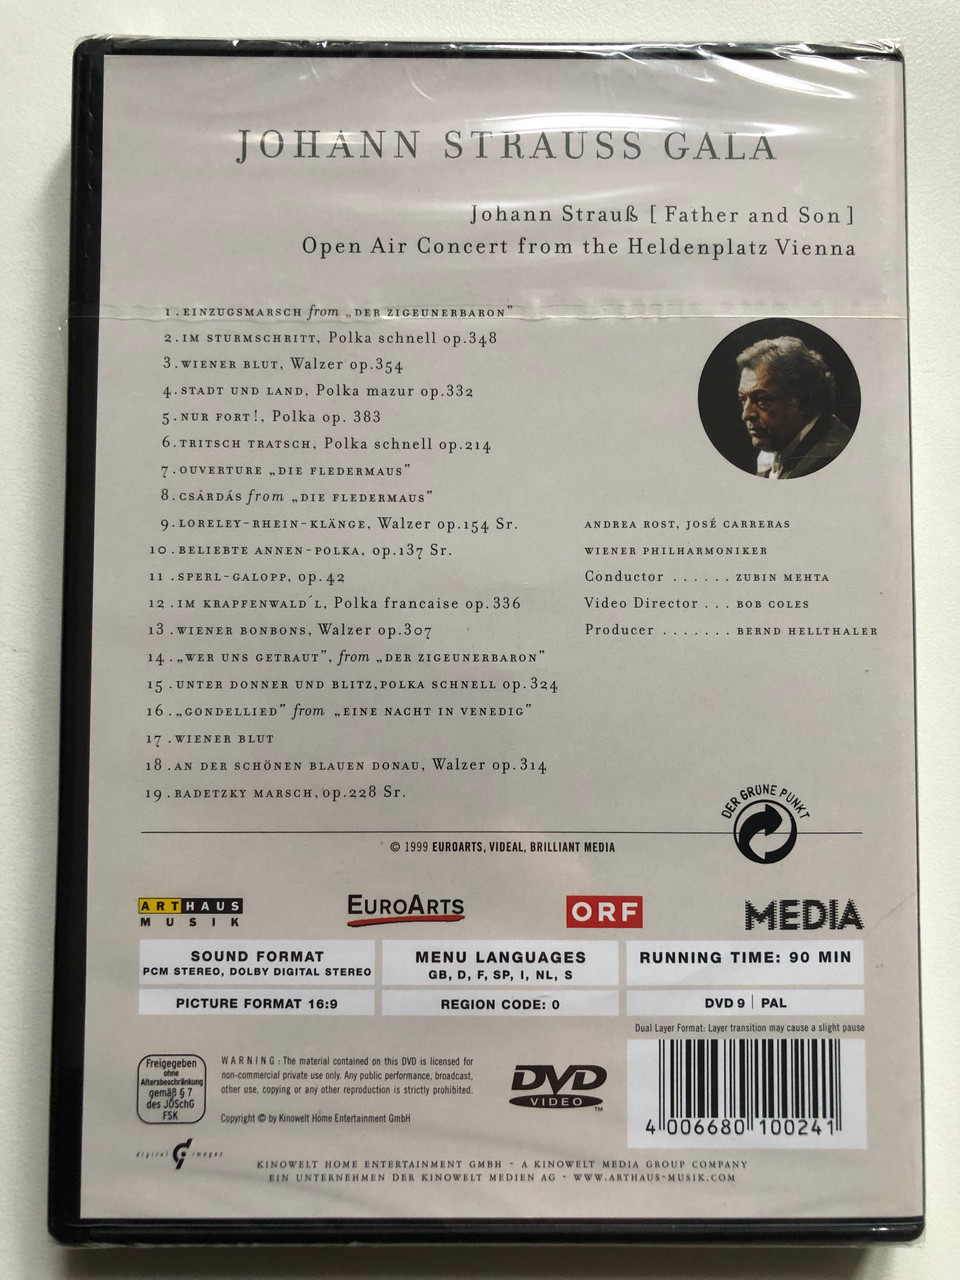 JOHANN STRAUSS GALA
Johann Strauß [ Father and Son ]
Open Air Concert from the Heldenplatz Vienna
1 . EINZUGSMARSCH from „DER ZIGEUNERBARON"
2 . IM STURMSCHRITT, Polka schnell op.348
3 . WIENER BLUT, Walzer op.354
4 . STADT UND LAND, Polka mazur op.332
5 . NUR FORT!, Polka op. 383
6 . TRITSCH TRATSCH, Polka schnell op.214
7 . OUVERTURE „DIE FLEDERMAUS"
8 . CSÁRDÁS from „DIE FLEDERMAUS"
9 . LORELEY-RHEIN-KLÄNGE, Walzer op.154 Sr.
10 . BELIEBTE ANNEN-POLKA, op.137 Sr.
11 . SPERL-GALOPP, op.42
12 . IM KRAPFENWALD´L, Polka francaise op.336
13 . WIENER BONBONS, Walzer op.307
14 . „WER UNS GETRAUT", from „DER ZIGEUNERBARON"
15 . UNTER DONNER UND BLITZ, POLKA SCHNELL op.324
16 . „GONDELLIED" from „EINE NACHT IN VENEDIG"
17 . WIENER BLUT
18 . AN DER SCHÖNEN BLAUEN DONAU, Walzer op.314
19 . RADETZKY MARSCH, op.228 Sr.
ANDREA ROST, JOSÉ CARRERAS
WIENER PHILHARMONIKER
Conductor . . . . . . ZUBIN MEHTA
Video Director . . . BOB COLES
Producer . . . . . . . BERND HELLTHALER
DER GRÜNE PUNKT
© 1999 EUROARTS, VIDEAL, BRILLIANT MEDIA
ARTHAUS
MUSIK
EUROARTS
ORF
MEDIA
SOUND FORMAT
PCM STEREO, DOLBY DIGITAL STEREO
MENU LANGUAGES
GB, D, F, SP, I, NL, S
RUNNING TIME: 90 MIN
PICTURE FORMAT 16:9
REGION CODE: 0
DVD 9 | PAL
Dual Layer Format: Layer transition may cause a slight pause
Freigegeben
ohne
Altersbeschränkung
gemäß § 7
des JÖSchG
FSK
WARNING : The material contained on this DVD is licensed for
non-commercial private use only. Any public performance, broadcast,
other use, copying or any other reproduction is strictly prohibited.
Copyright © by Kinowelt Home Entertainment GmbH
DVD
VIDEO
TM
4 006680 100241
digital images
KINOWELT HOME ENTERTAINMENT GMBH - A KINOWELT MEDIA GROUP COMPANY
EIN UNTERNEHMEN DER KINOWELT MEDIEN AG - WWW.ARTHAUS-MUSIK.COM